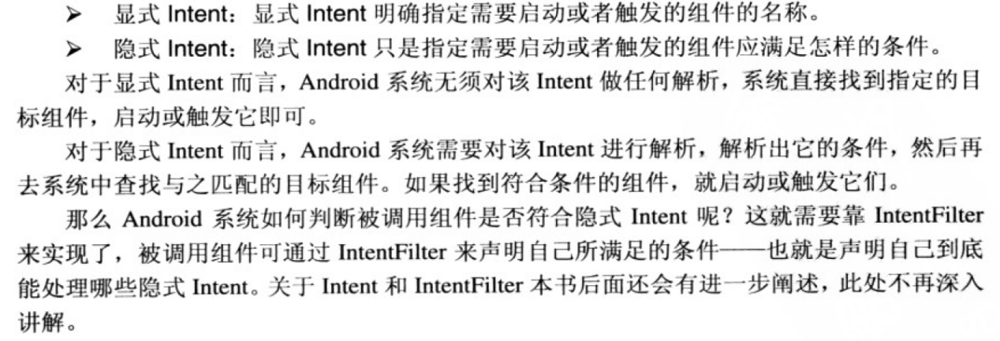 ➤ 显式 Intent：显式 Intent 明确指定需要启动或者触发的组件的名称。
➤ 隐式 Intent：隐式 Intent 只是指定需要启动或者触发的组件应满足怎样的条件。
对于显式 Intent 而言，Android 系统无须对该 Intent 做任何解析，系统直接找到指定的目
标组件，启动或触发它即可。
对于隐式 Intent 而言，Android 系统需要对该 Intent 进行解析，解析出它的条件，然后再
去系统中查找与之匹配的目标组件。如果找到符合条件的组件，就启动或触发它们。
那么 Android 系统如何判断被调用组件是否符合隐式 Intent 呢？这就需要靠 IntentFilter
来实现了，被调用组件可通过 IntentFilter 来声明自己所满足的条件——也就是声明自己到底
能处理哪些隐式 Intent。关于 Intent 和 IntentFilter 本书后面还会有进一步阐述，此处不再深入
讲解。